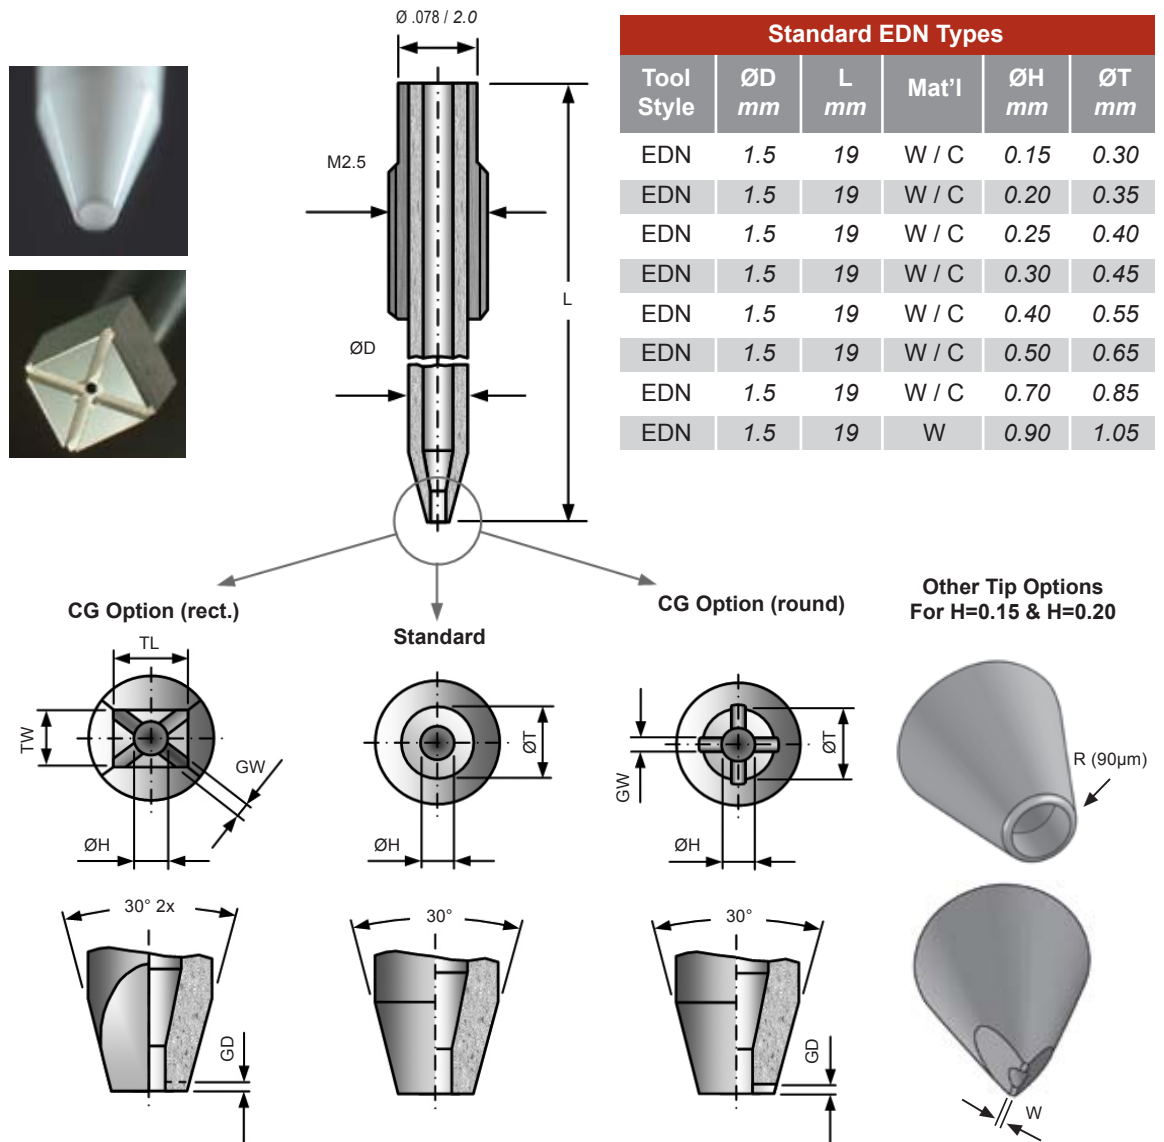 Ø .078 / 2.0
M2.5
L
ØD
Standard EDN Types
Tool Style ØD mm L mm Mat'l ØH mm ØT mm
EDN 1.5 19 W / C 0.15 0.30
EDN 1.5 19 W / C 0.20 0.35
EDN 1.5 19 W / C 0.25 0.40
EDN 1.5 19 W / C 0.30 0.45
EDN 1.5 19 W / C 0.40 0.55
EDN 1.5 19 W / C 0.50 0.65
EDN 1.5 19 W / C 0.70 0.85
EDN 1.5 19 W 0.90 1.05
CG Option (rect.)
TL
TW
GW
ØH
30° 2x
GD
Standard
ØT
ØH
30°
CG Option (round)
GW
ØT
ØH
30°
GD
Other Tip Options
For H=0.15 & H=0.20
R (90µm)
W